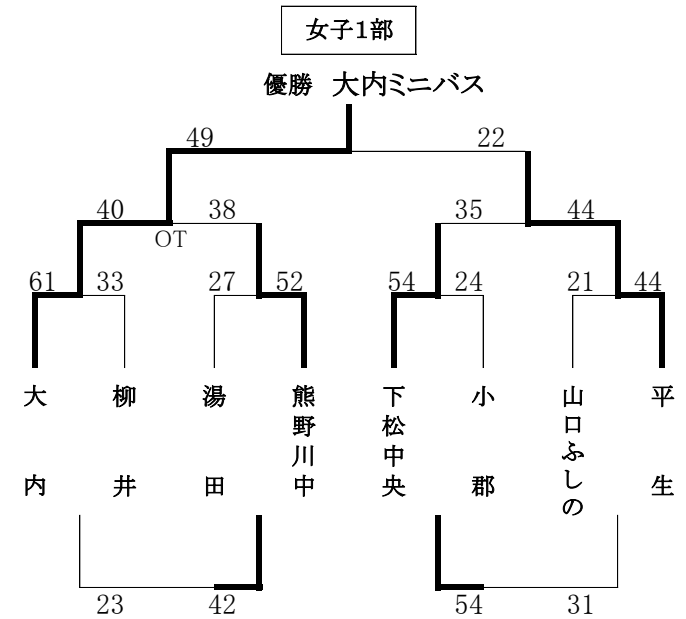 女子1部
優勝 大内ミニバス
49 22
40 38 35 44
OT
61 33 27 52 54 24 21 44
大内
柳井
湯田
熊野川中
下松中央
小郡
山口ふしの
平生
23 42 54 31